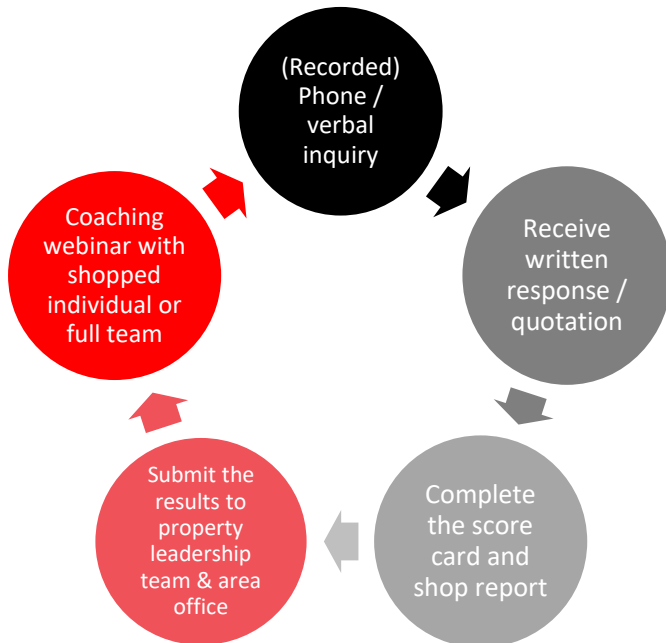 (Recorded)
Phone /
verbal
inquiry
Receive
written
response /
quotation
Complete
the score
card and
shop report
Submit the
results to
property
leadership
team & area
office
Coaching
webinar with
shopped
individual or
full team